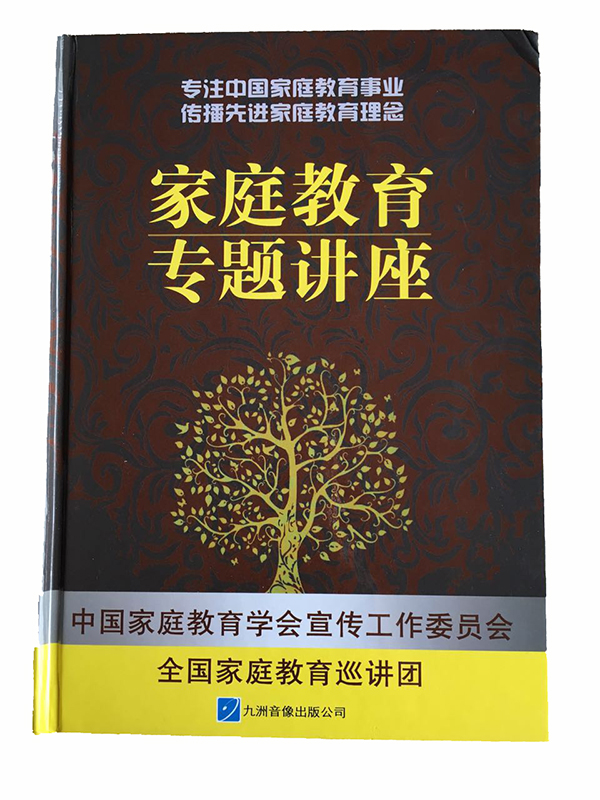 专注中国家庭教育事业
传播先进家庭教育理念
家庭教育
专题讲座
中国家庭教育学会宣传工作委员会
全国家庭教育巡讲团
九洲音像出版公司